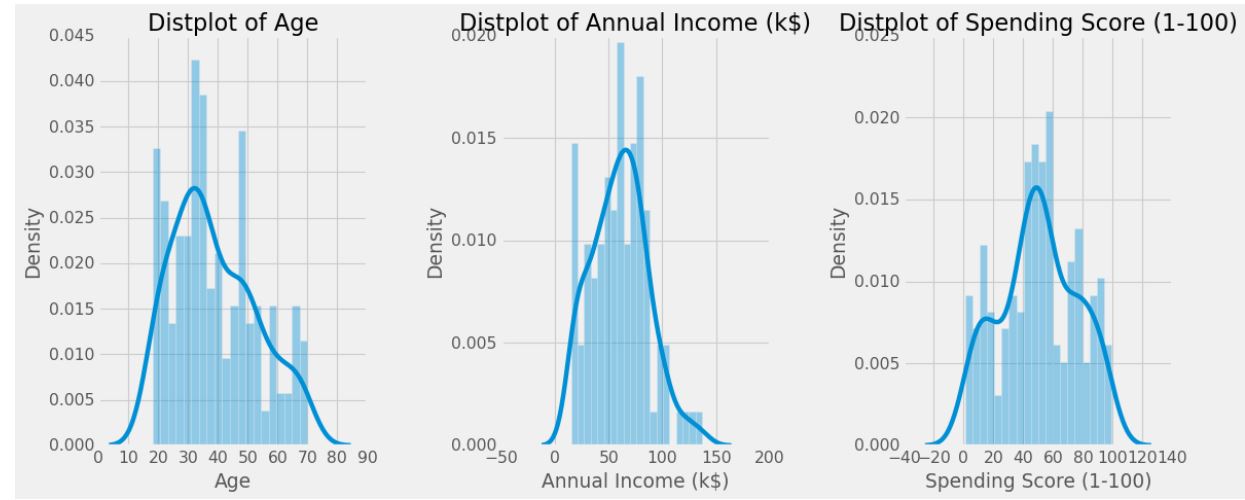 Distplot of Age
0.045
0.040
0.035
0.030
0.025
0.020
0.015
0.010
0.005
0.000
Density
0 10 20 30 40 50 60 70 80 90
Age
Distplot of Annual Income (k$)
0.020
0.015
0.010
0.005
0.000
Density
−50 0 50 100 150 200
Annual Income (k$)
Distplot of Spending Score (1-100)
0.025
0.020
0.015
0.010
0.005
0.000
Density
−40 −20 0 20 40 60 80 100 120 140
Spending Score (1-100)